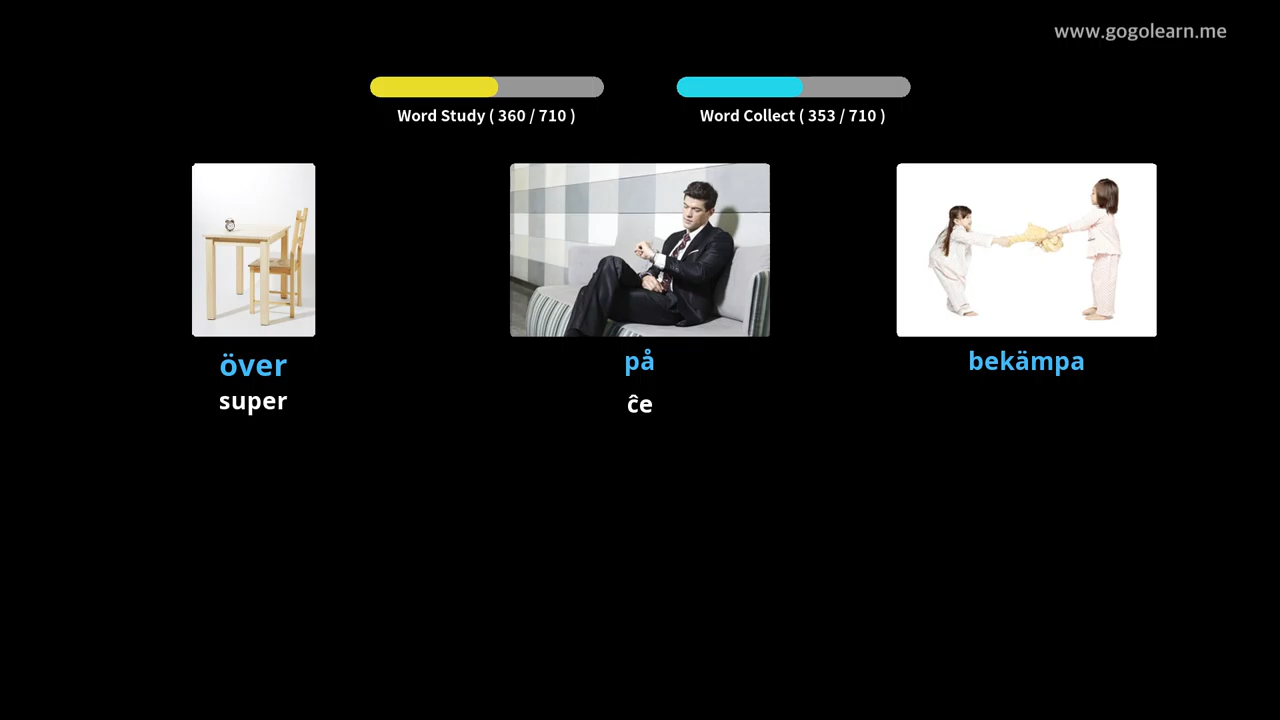 www.gogolearn.me
Word Study ( 360 / 710 )
Word Collect ( 353 / 710 )
över
super
på
ĉe
bekämpa